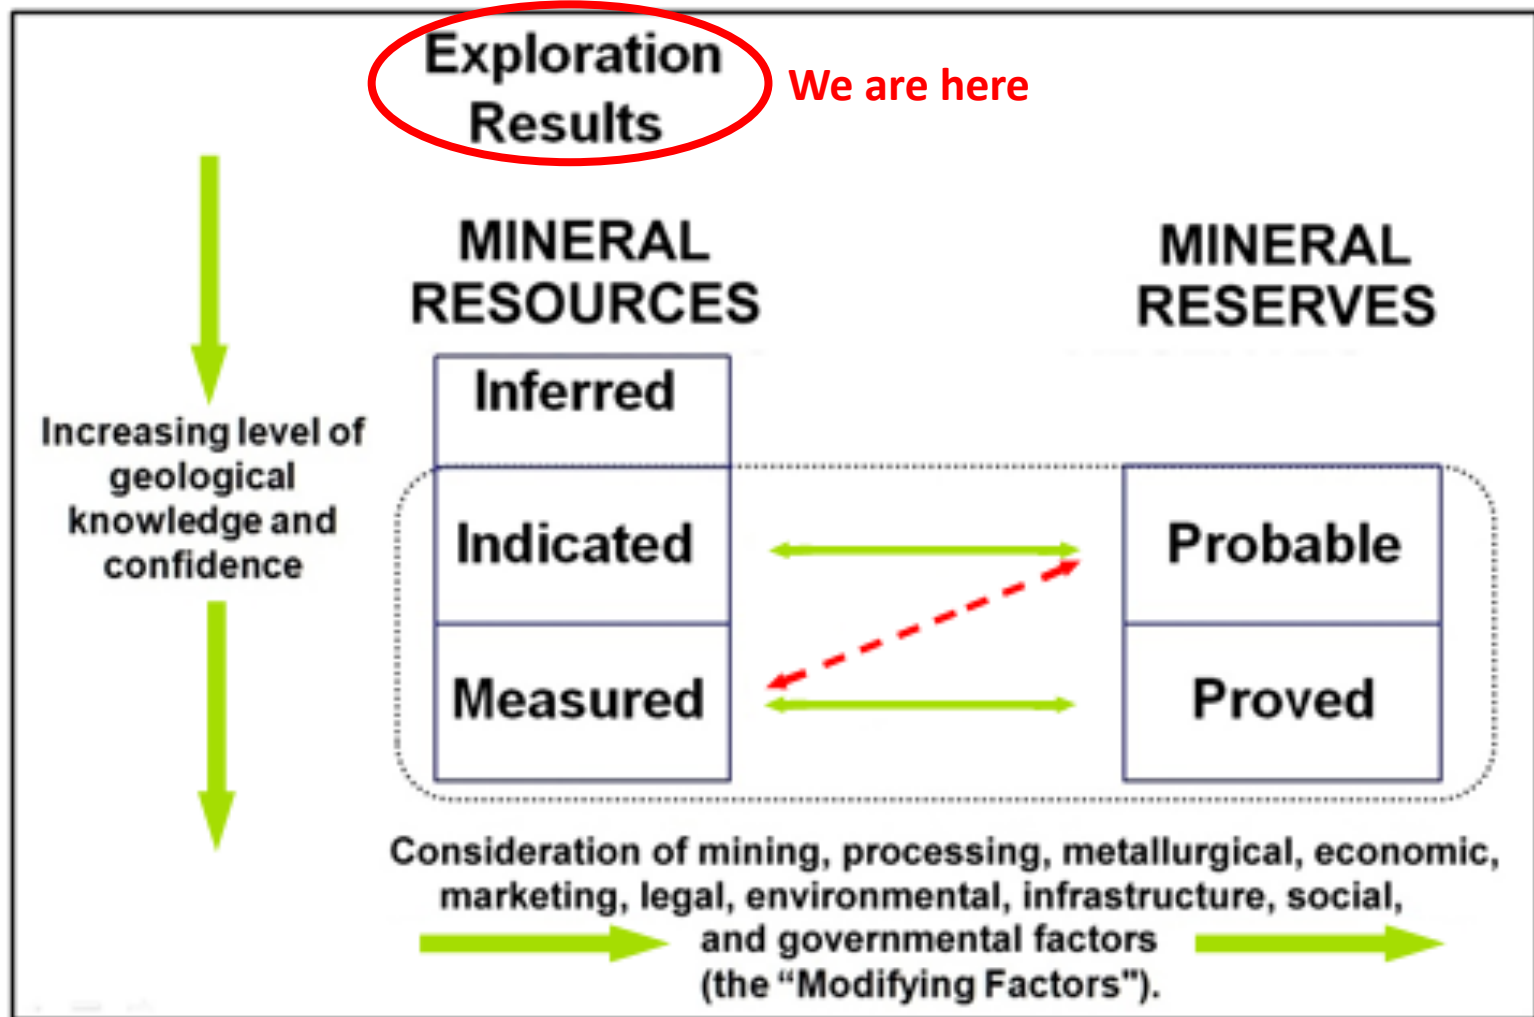 Exploration
Results
We are here
MINERAL
RESOURCES
MINERAL
RESERVES
Inferred
Increasing level of
geological
knowledge and
confidence
Indicated
Probable
Measured
Proved
Consideration of mining, processing, metallurgical, economic,
marketing, legal, environmental, infrastructure, social,
and governmental factors
(the “Modifying Factors").